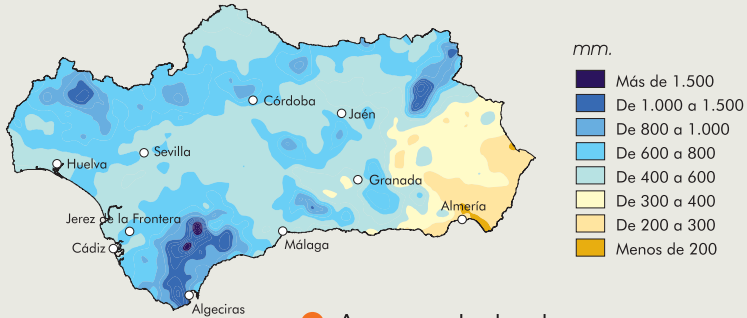 mm.
Más de 1.500
De 1.000 a 1.500
De 800 a 1.000
De 600 a 800
De 400 a 600
De 300 a 400
De 200 a 300
Menos de 200
Córdoba
Jaén
Sevilla
Huelva
Granada
Almería
Jerez de la Frontera
Cádiz
Málaga
Algeciras